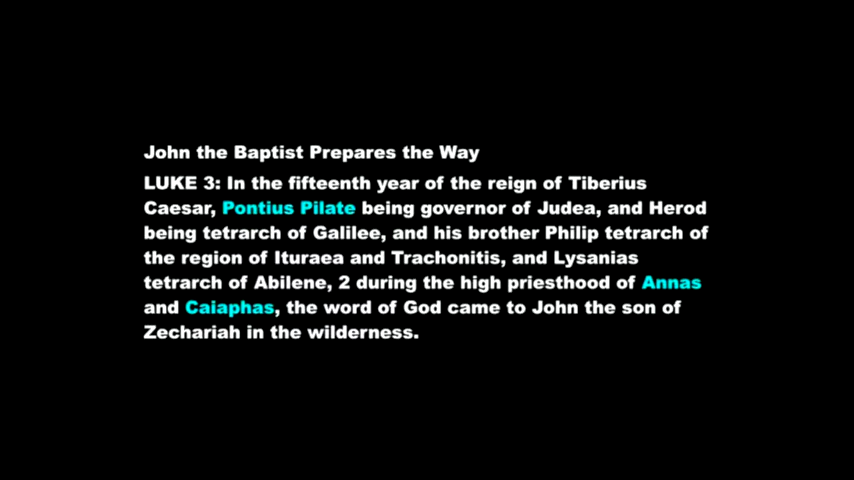 John the Baptist Prepares the Way
LUKE 3: In the fifteenth year of the reign of Tiberius
Caesar, Pontius Pilate being governor of Judea, and Herod
being tetrarch of Galilee, and his brother Philip tetrarch of
the region of Ituraea and Trachonitis, and Lysanias
tetrarch of Abilene, 2 during the high priesthood of Annas
and Caiaphas, the word of God came to John the son of
Zechariah in the wilderness.